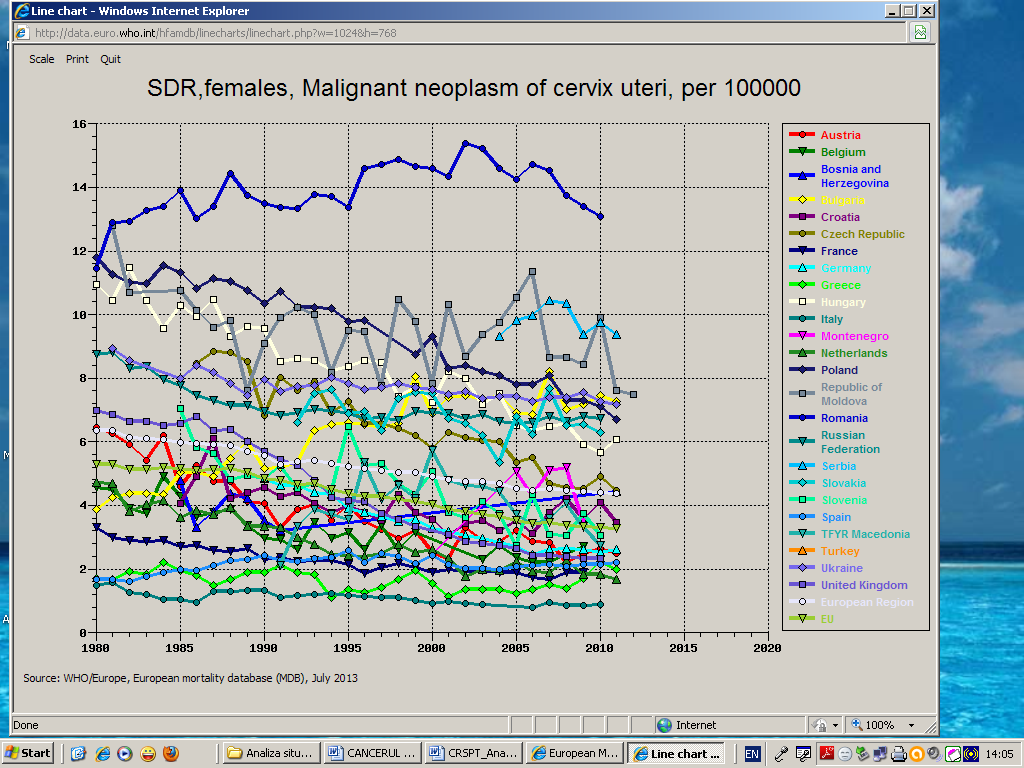 Line chart - Windows Internet Explorer
http://data.euro.who.int/hfamdb/linecharts/linechart.php?w=1024&h=768
Scale Print Quit
SDR,females, Malignant neoplasm of cervix uteri, per 100000
16
14
12
10
8
6
4
2
0
1980 1985 1990 1995 2000 2005 2010 2015 2020
Austria
Belgium
Bosnia and
Herzegovina
Bulgaria
Croatia
Czech Republic
France
Germany
Greece
Hungary
Italy
Montenegro
Netherlands
Poland
Republic of
Moldova
Romania
Russian
Federation
Serbia
Slovakia
Slovenia
Spain
TFYR Macedonia
Turkey
Ukraine
United Kingdom
European Region
EU
Source: WHO/Europe, European mortality database (MDB), July 2013
Done Internet 100%
Start Analiza situ... CANCERUL ... CRSPT_Ana... European M... Line chart ... EN 14:05